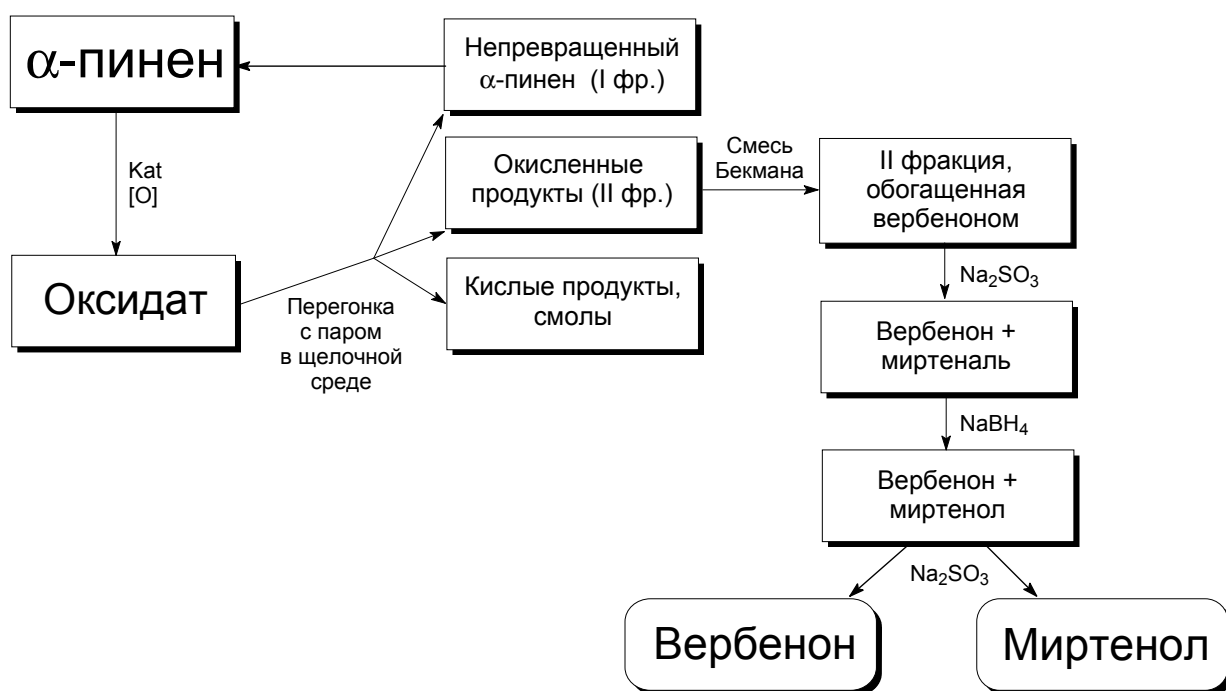 α-пинен
Непревращенный
α-пинен (I фр.)
Kat
[O]
Окисленные
продукты (II фр.)
Смесь
Бекмана
II фракция,
обогащенная
вербеноном
Оксидат
Перегонка
с паром
в щелочной
среде
Кислые продукты,
смолы
Na₂SO₃
Вербенон +
миртеналь
NaBH₄
Вербенон +
миртенол
Na₂SO₃
Вербенон
Миртенол